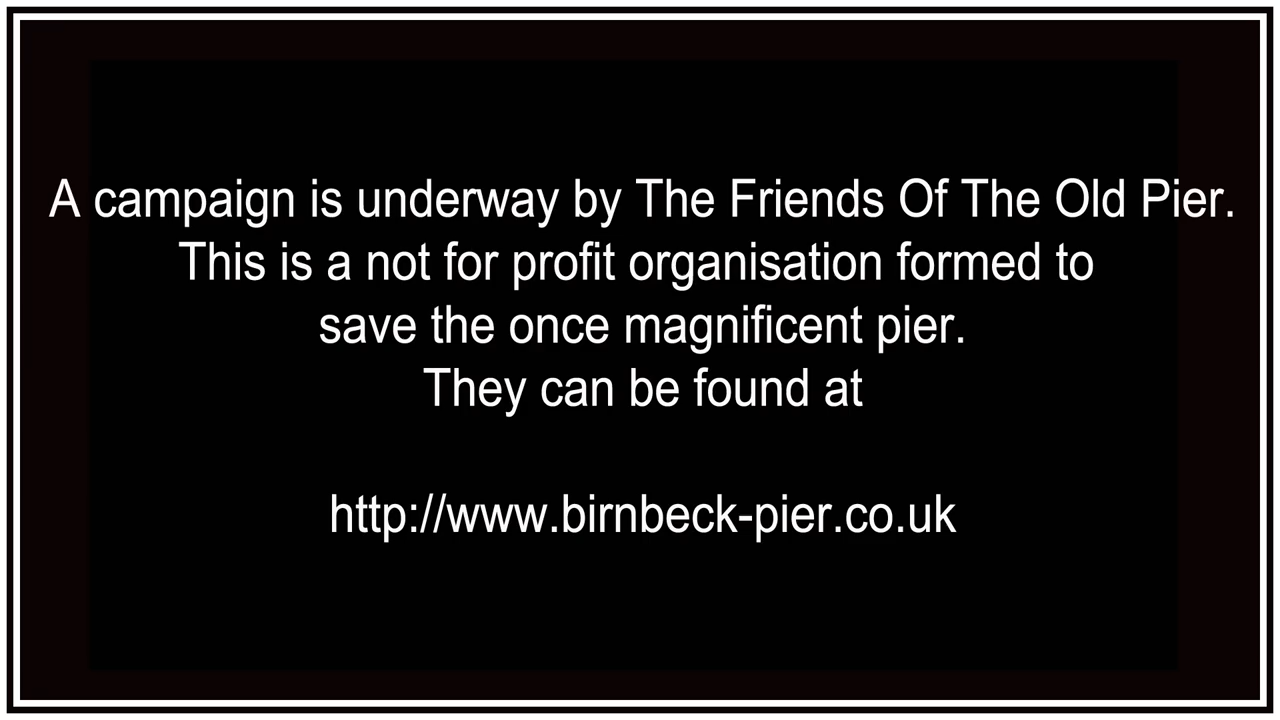 A campaign is underway by The Friends Of The Old Pier.
This is a not for profit organisation formed to
save the once magnificent pier.
They can be found at
http://www.birnbeck-pier.co.uk